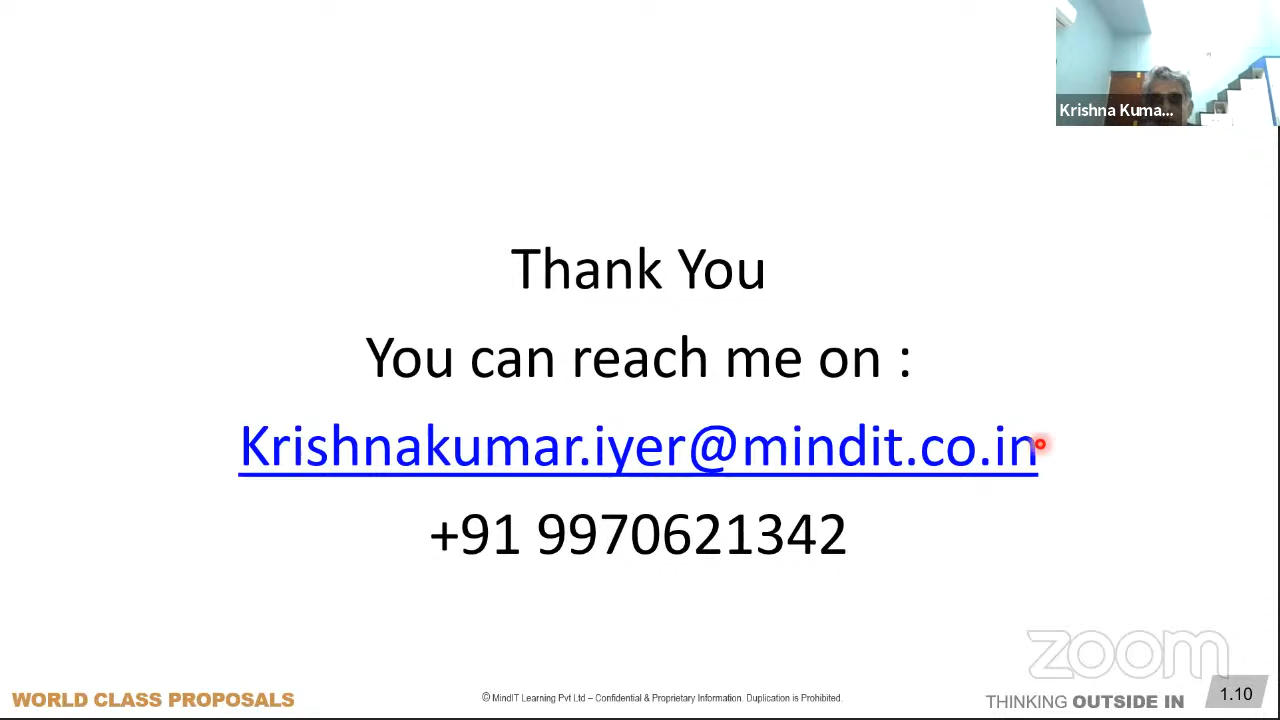 Krishna Kuma...
Thank You
You can reach me on :
Krishnakumar.iyer@mindit.co.in
+91 9970621342
zoom
WORLD CLASS PROPOSALS
© MindIT Learning Pvt Ltd – Confidential & Proprietary Information. Duplication is Prohibited.
THINKING OUTSIDE IN
1.10